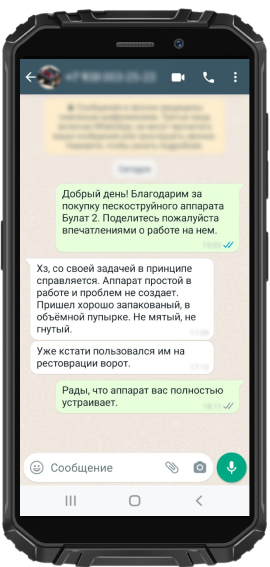 Добрый день! Благодарим за
покупку пескоструйного аппарата
Булат 2. Поделитесь пожалуйста
впечатлениями о работе на нем.
Хз, со своей задачей в принципе
справляется. Аппарат простой в
работе и проблем не создает.
Пришел хорошо запакованый, в
объёмной пупырке. Не мятый, не
гнутый.
Уже кстати пользовался им на
рестоврации ворот.
Рады, что аппарат вас полностью
устраивает.
Сообщение